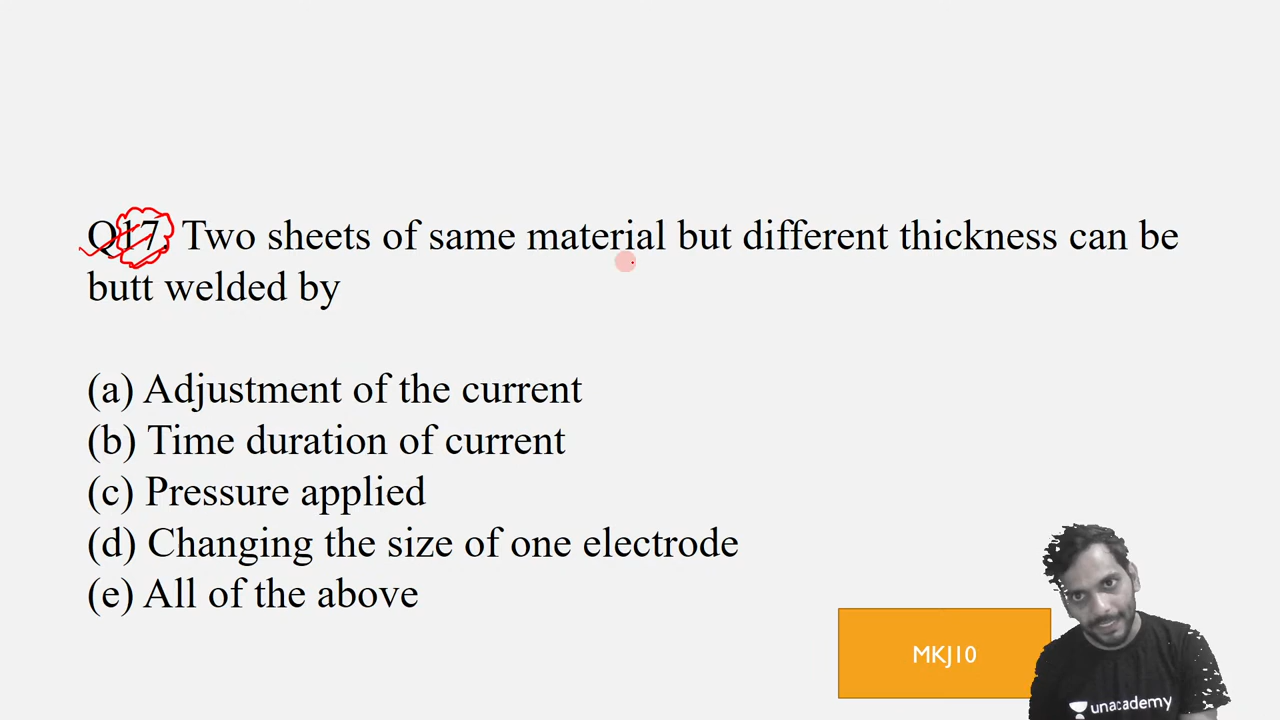 Q17. Two sheets of same material but different thickness can be
butt welded by
(a) Adjustment of the current
(b) Time duration of current
(c) Pressure applied
(d) Changing the size of one electrode
(e) All of the above
MKJ10
unacademy